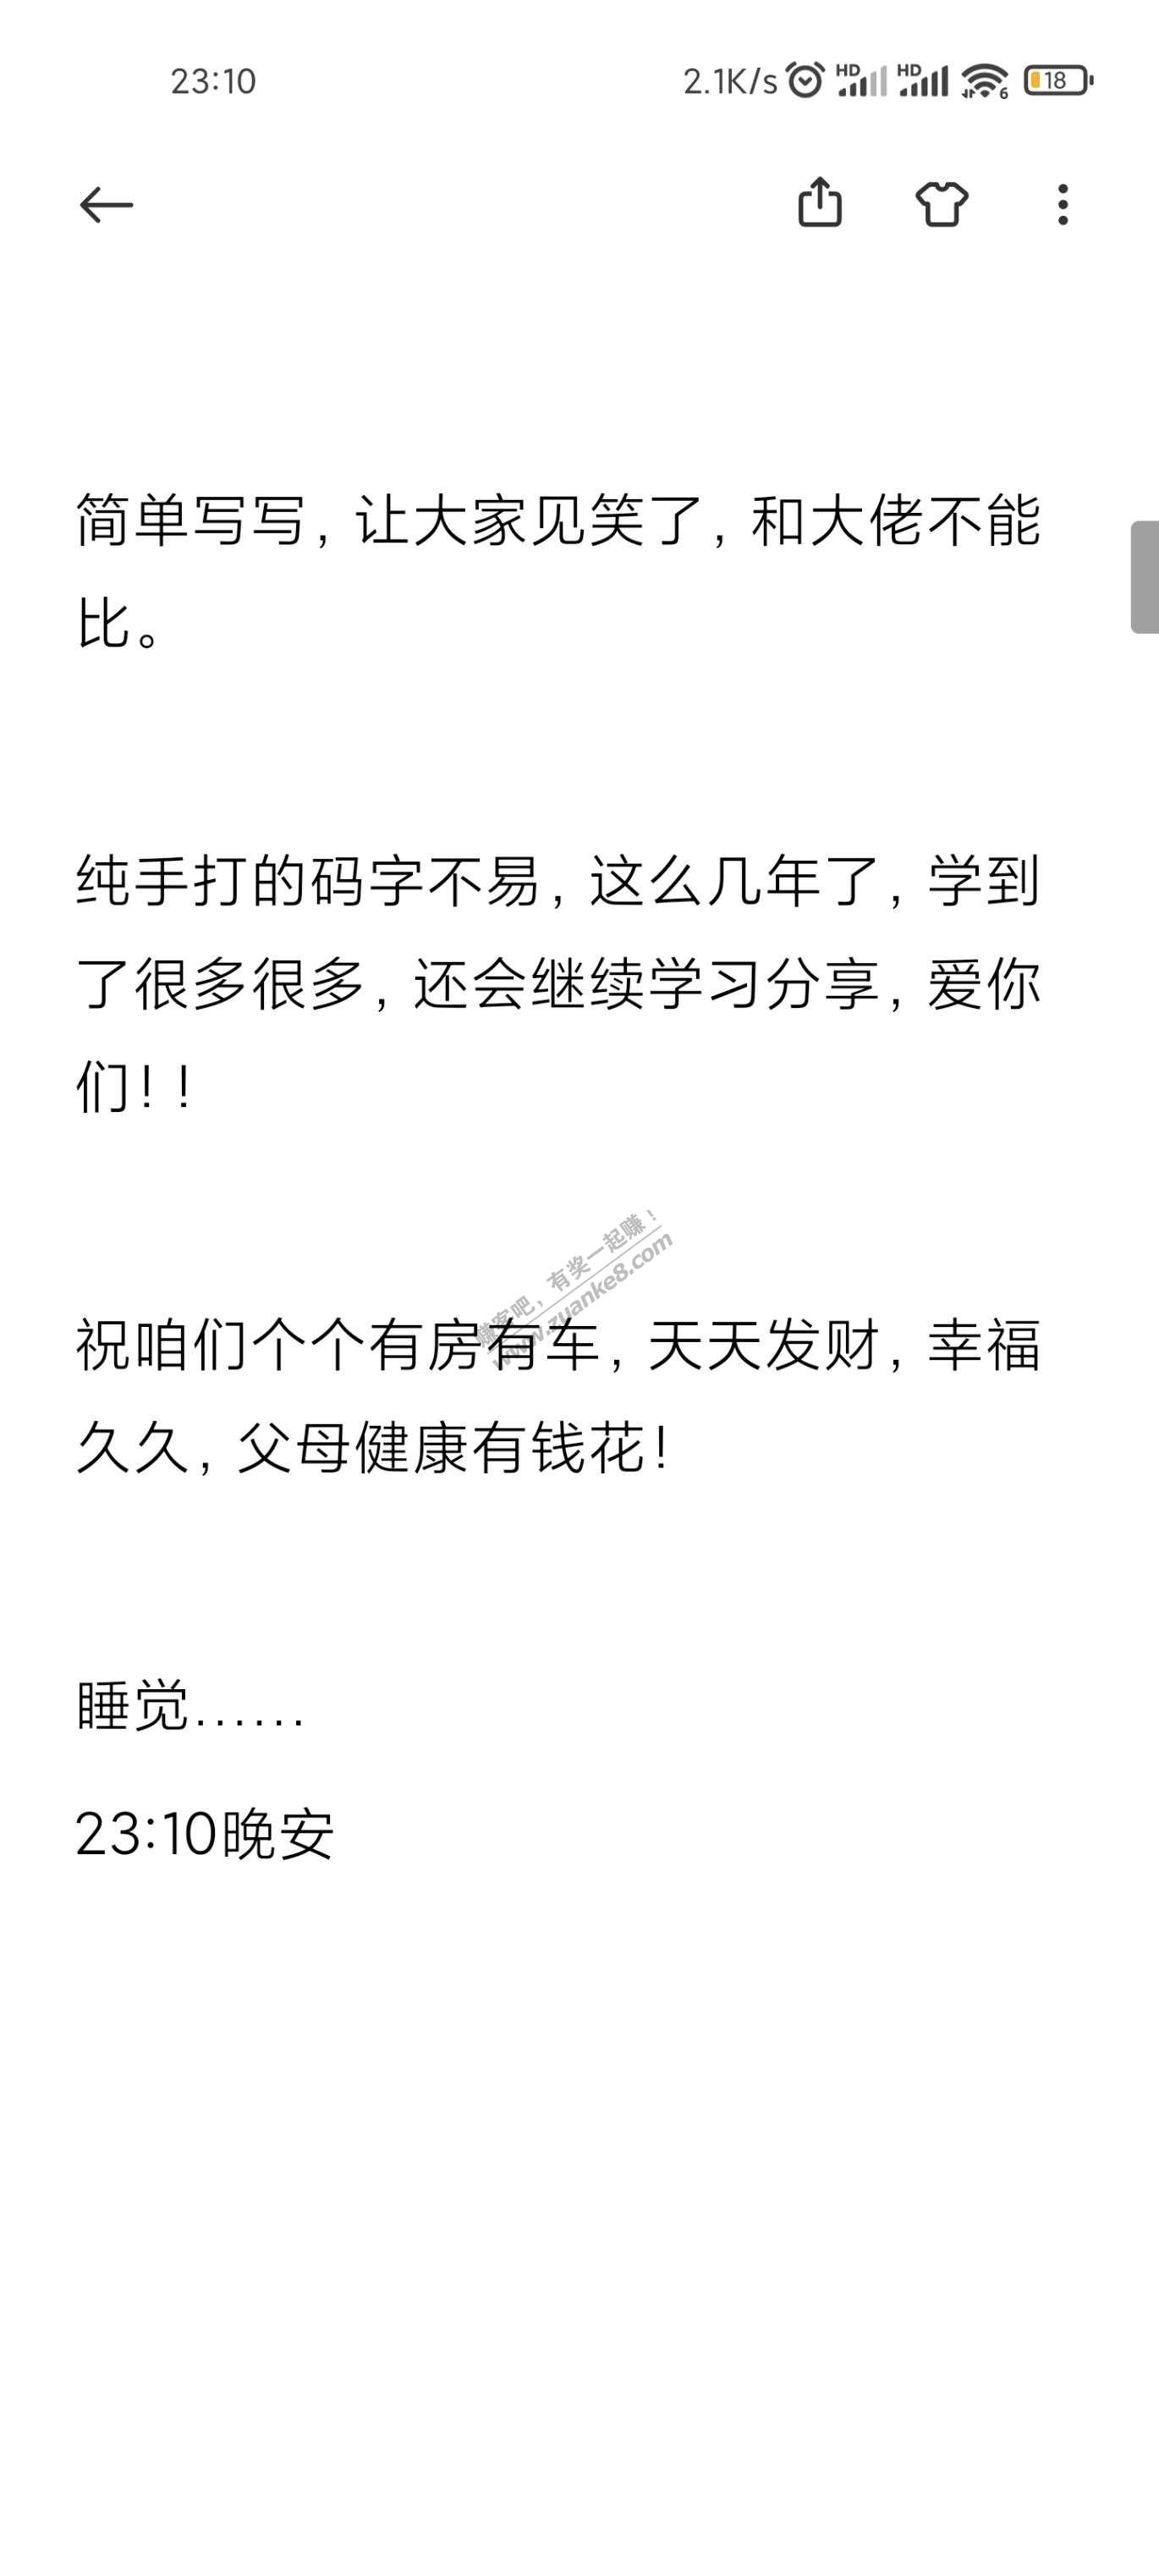 23:10 2.1K/s HD HD 6 18
简单写写，让大家见笑了，和大佬不能
比。
纯手打的码字不易，这么几年了，学到
了很多很多，还会继续学习分享，爱你
们！！
赚客吧，有奖一起赚！
www.zuanke8.com
祝咱们个个有房有车，天天发财，幸福
久久，父母健康有钱花！
睡觉……
23:10晚安